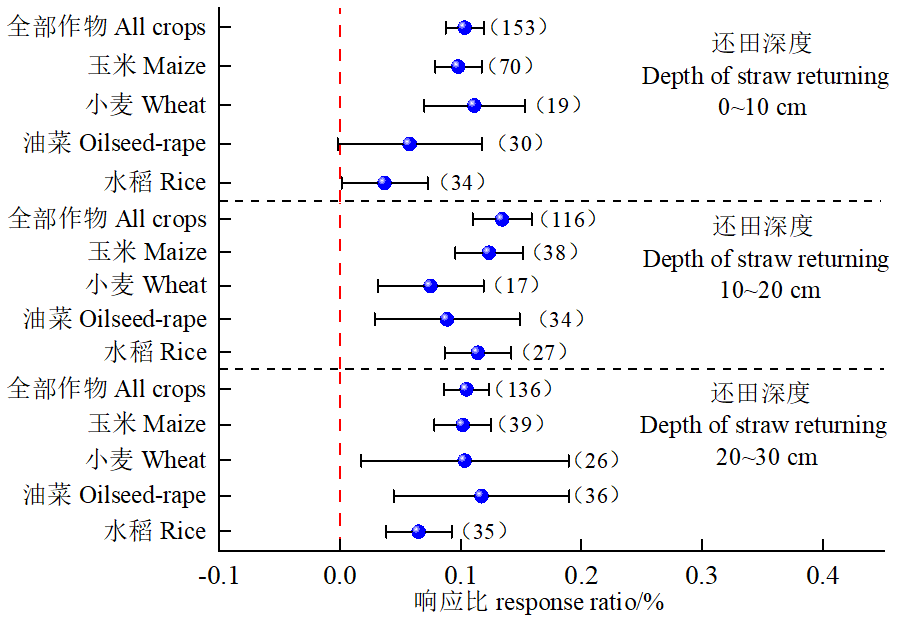 全部作物 All crops
（153）
玉米 Maize
（70）
小麦 Wheat
（19）
油菜 Oilseed-rape
（30）
水稻 Rice
（34）
还田深度
Depth of straw returning
0~10 cm
全部作物 All crops
（116）
玉米 Maize
（38）
小麦 Wheat
（17）
油菜 Oilseed-rape
（34）
水稻 Rice
（27）
还田深度
Depth of straw returning
10~20 cm
全部作物 All crops
（136）
玉米 Maize
（39）
小麦 Wheat
（26）
油菜 Oilseed-rape
（36）
水稻 Rice
（35）
还田深度
Depth of straw returning
20~30 cm
-0.1 0.0 0.1 0.2 0.3 0.4
响应比 response ratio/%